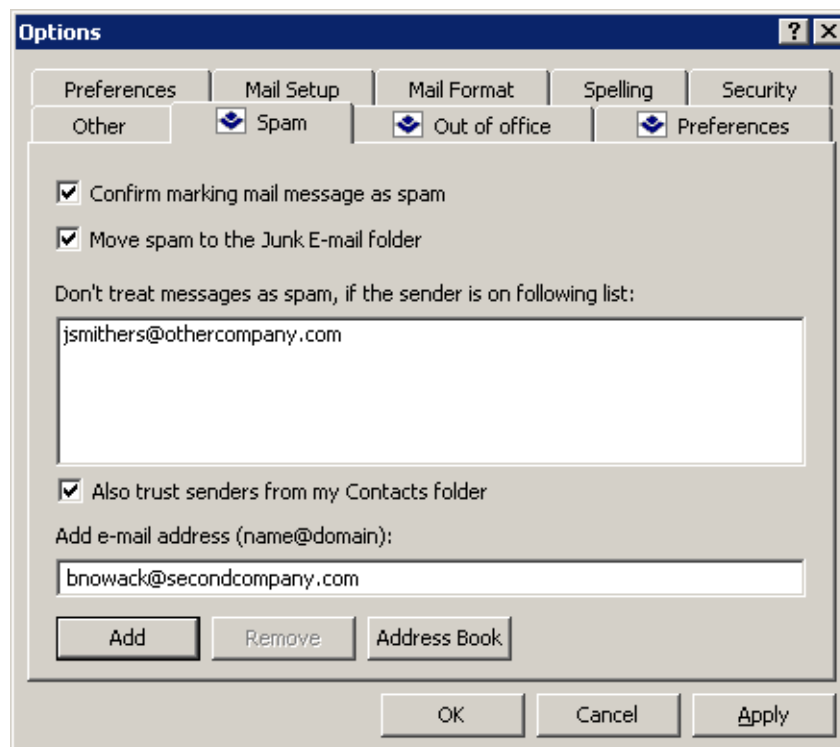 Options
Preferences Mail Setup Mail Format Spelling Security
Other Spam Out of office Preferences
Confirm marking mail message as spam
Move spam to the Junk E-mail folder
Don't treat messages as spam, if the sender is on following list:
jsmithers@othercompany.com
Also trust senders from my Contacts folder
Add e-mail address (name@domain):
bnowack@secondcompany.com
Add Remove Address Book
OK Cancel Apply